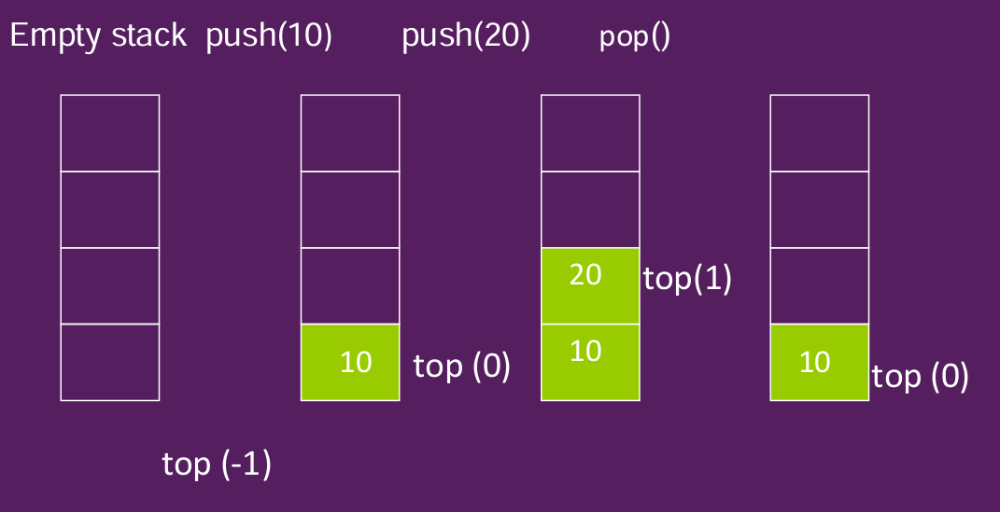 Empty stack push(10) push(20) pop()
20 top(1)
10 top (0) 10 10 top (0)
top (-1)